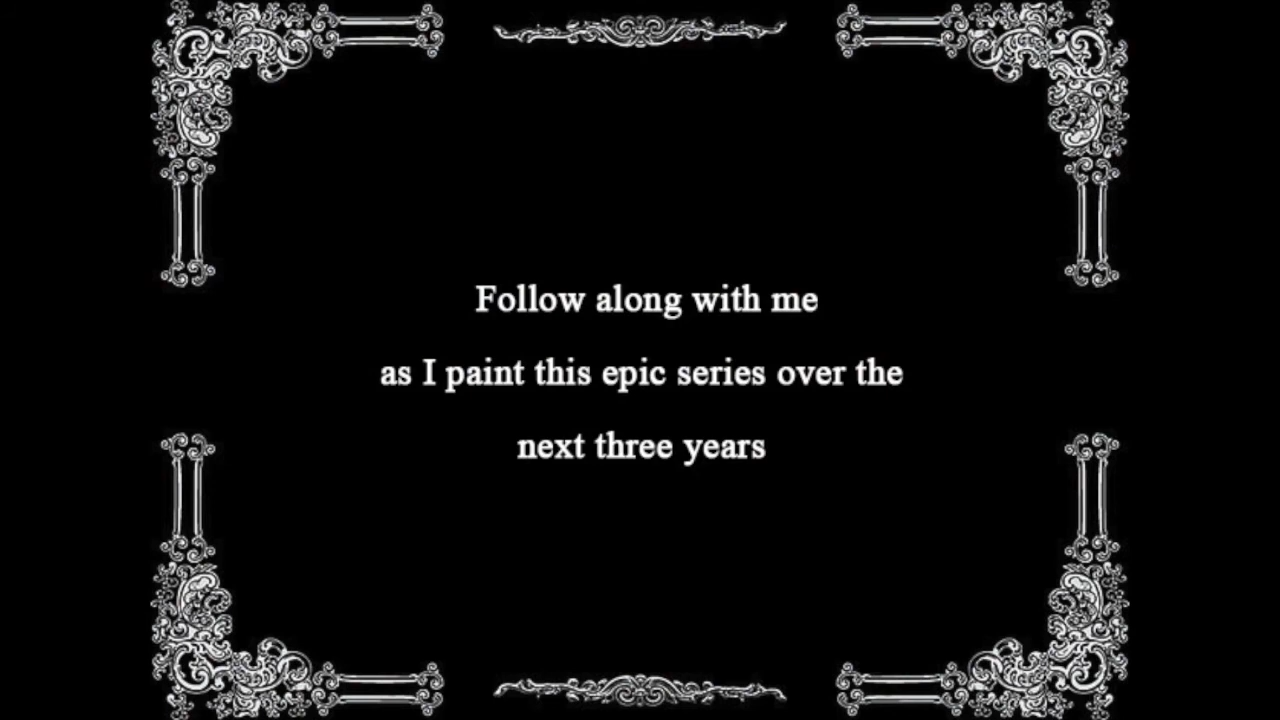 Follow along with me
as I paint this epic series over the
next three years